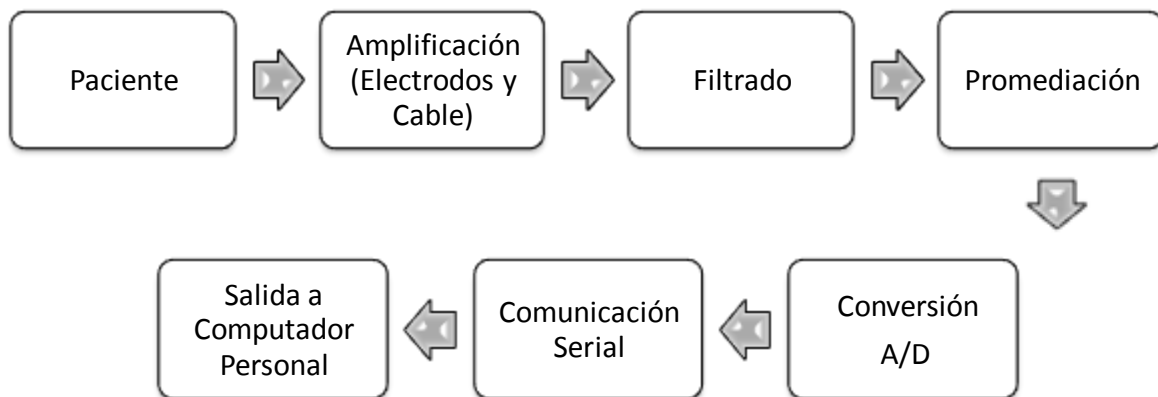 Paciente
Amplificación
(Electrodos y
Cable)
Filtrado
Promediación
Conversión
A/D
Comunicación
Serial
Salida a
Computador
Personal